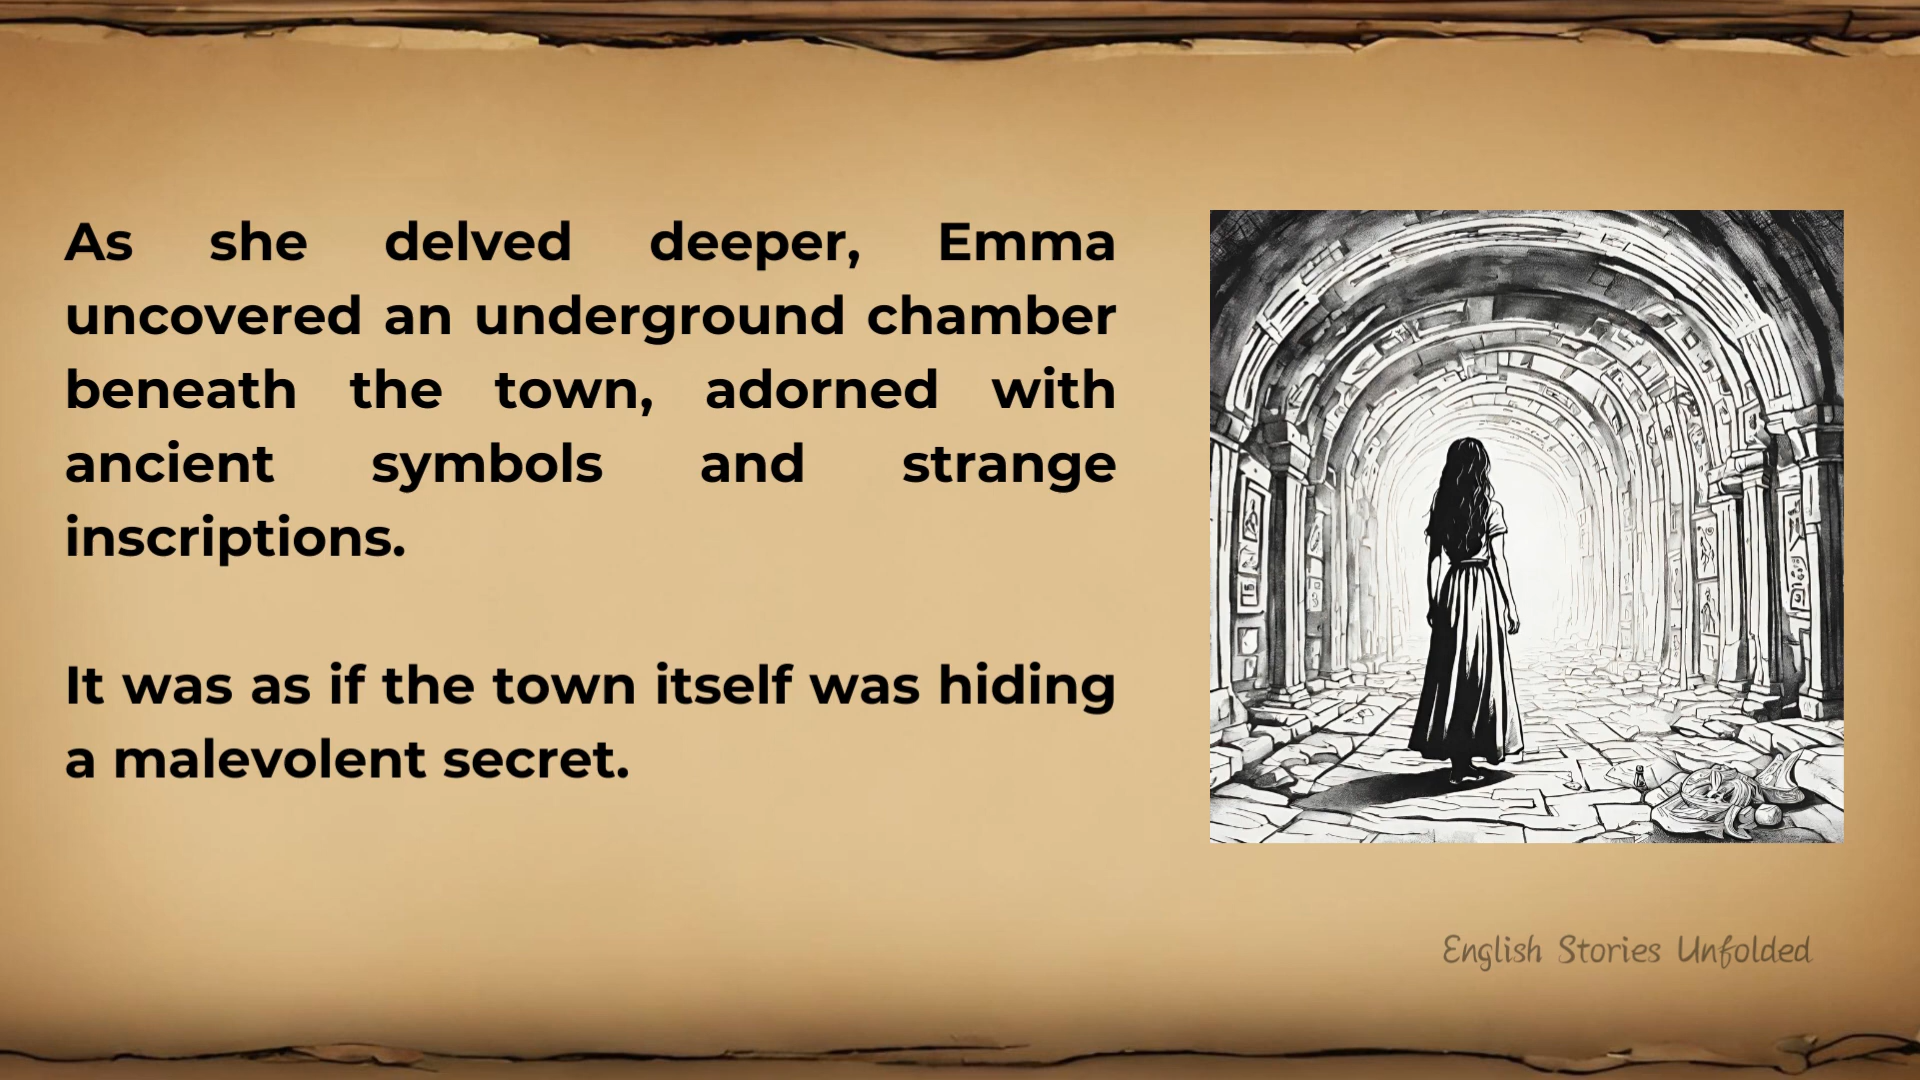 As she delved deeper, Emma
uncovered an underground chamber
beneath the town, adorned with
ancient symbols and strange
inscriptions.
It was as if the town itself was hiding
a malevolent secret.
English Stories Unfolded